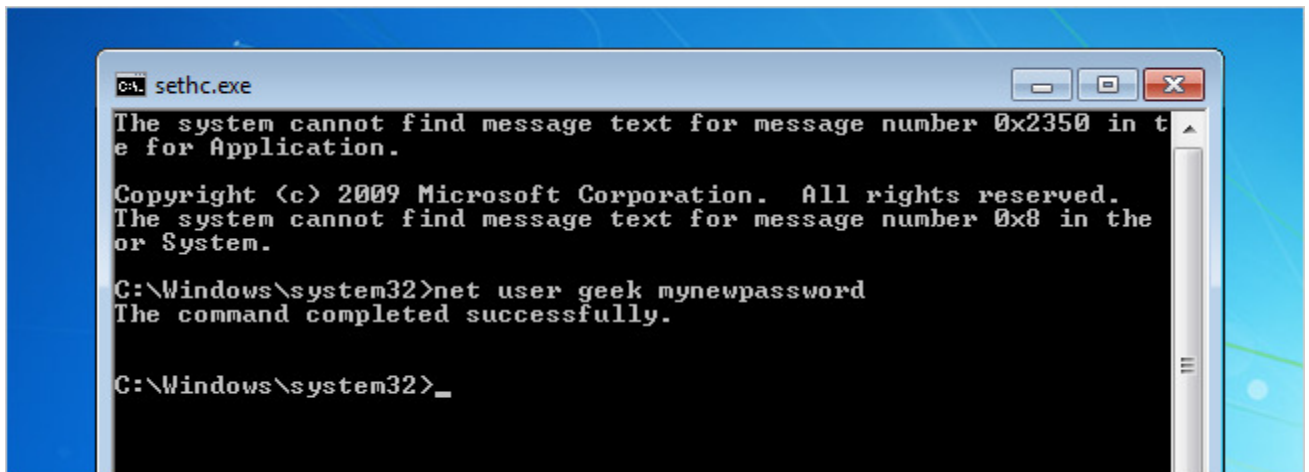 sethc.exe
The system cannot find message text for message number 0x2350 in t
e for Application.
Copyright (c) 2009 Microsoft Corporation.  All rights reserved.
The system cannot find message text for message number 0x8 in the
or System.
C:\Windows\system32>net user geek mynewpassword
The command completed successfully.
C:\Windows\system32>_